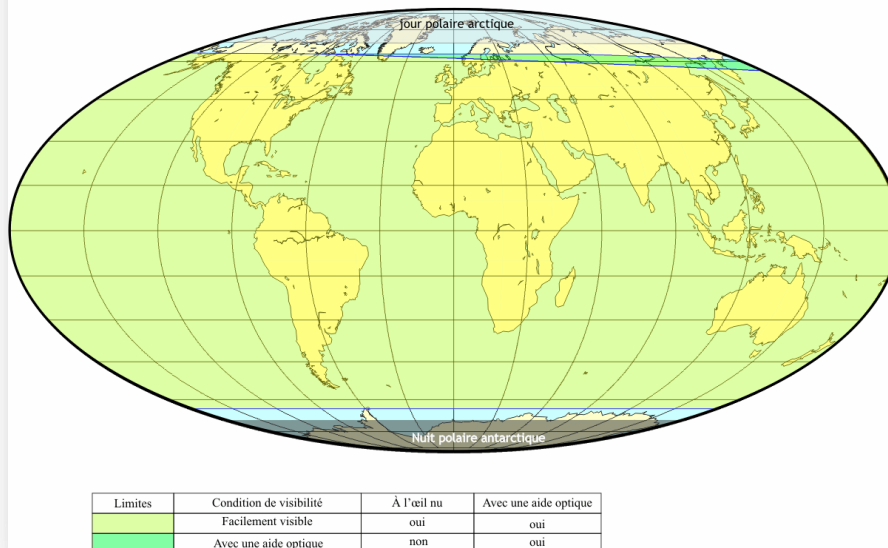 jour polaire arctique
Nuit polaire antarctique
Limites Condition de visibilité À l’œil nu Avec une aide optique
Facilement visible oui oui
Avec une aide optique non oui